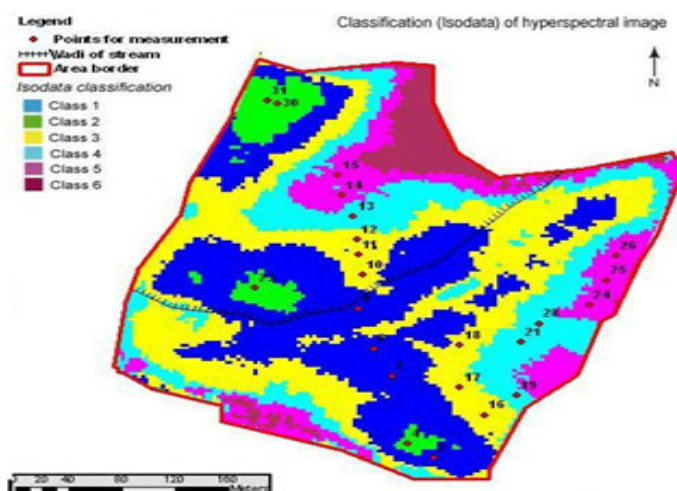 Legend
Classification (Isodata) of hyperspectral image
Points for measurement
Wadi of stream
Area border
Isodata classification
Class 1
Class 2
Class 3
Class 4
Class 5
Class 6
N
31
30
15
14
13
12
11
10
26
25
24
21
18
17
16
19
0 20 40 80 120 160
Meters